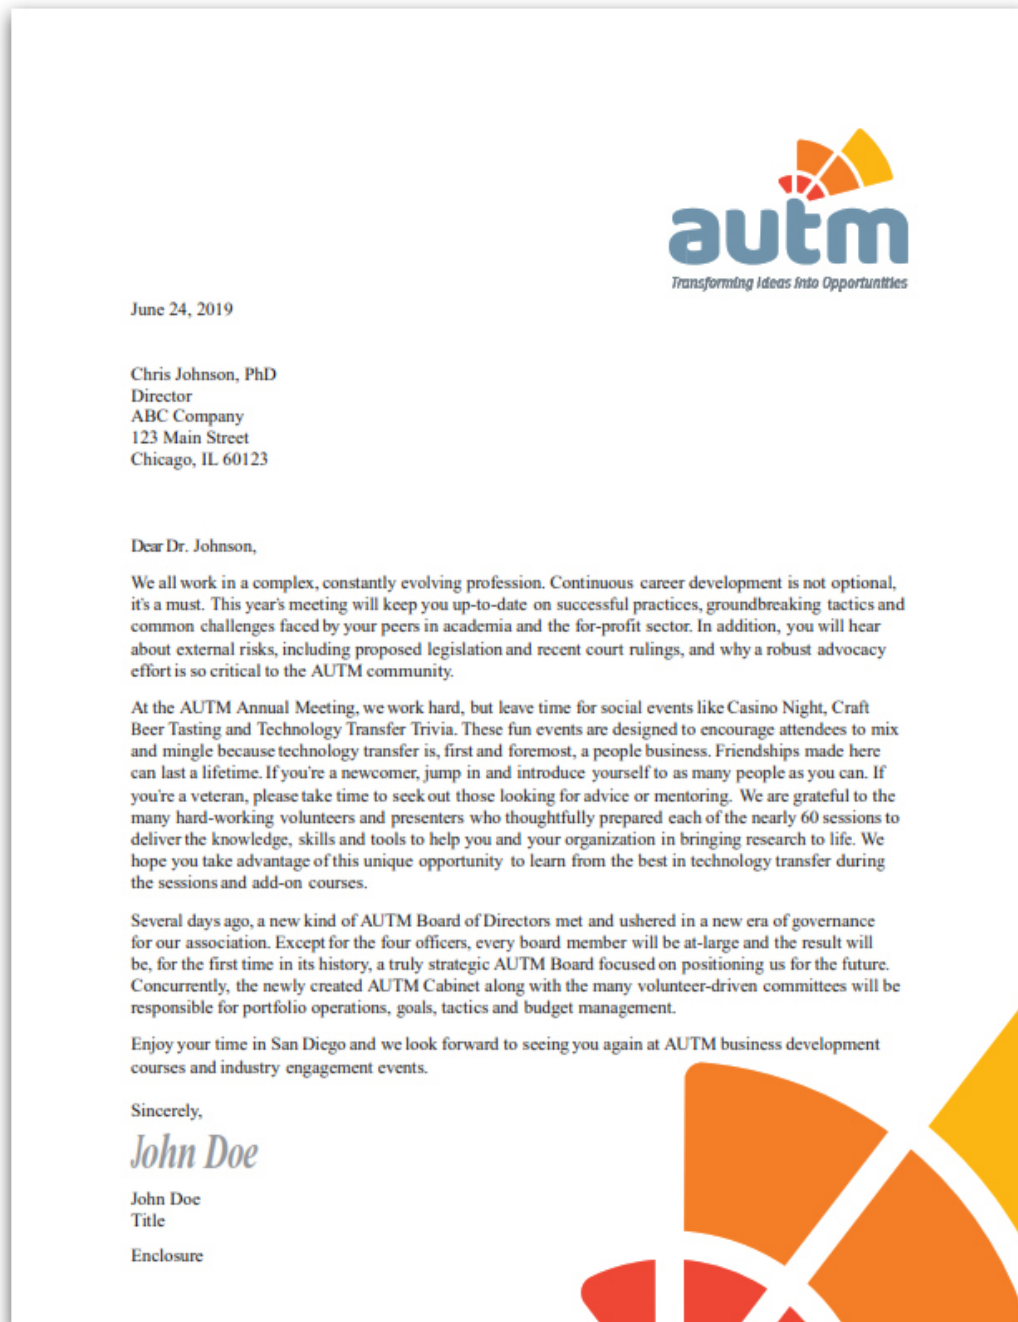 autm
Transforming Ideas Into Opportunities
June 24, 2019
Chris Johnson, PhD
Director
ABC Company
123 Main Street
Chicago, IL 60123
Dear Dr. Johnson,
We all work in a complex, constantly evolving profession. Continuous career development is not optional,
it's a must. This year's meeting will keep you up-to-date on successful practices, groundbreaking tactics and
common challenges faced by your peers in academia and the for-profit sector. In addition, you will hear
about external risks, including proposed legislation and recent court rulings, and why a robust advocacy
effort is so critical to the AUTM community.
At the AUTM Annual Meeting, we work hard, but leave time for social events like Casino Night, Craft
Beer Tasting and Technology Transfer Trivia. These fun events are designed to encourage attendees to mix
and mingle because technology transfer is, first and foremost, a people business. Friendships made here
can last a lifetime. If you're a newcomer, jump in and introduce yourself to as many people as you can. If
you're a veteran, please take time to seek out those looking for advice or mentoring. We are grateful to the
many hard-working volunteers and presenters who thoughtfully prepared each of the nearly 60 sessions to
deliver the knowledge, skills and tools to help you and your organization in bringing research to life. We
hope you take advantage of this unique opportunity to learn from the best in technology transfer during
the sessions and add-on courses.
Several days ago, a new kind of AUTM Board of Directors met and ushered in a new era of governance
for our association. Except for the four officers, every board member will be at-large and the result will
be, for the first time in its history, a truly strategic AUTM Board focused on positioning us for the future.
Concurrently, the newly created AUTM Cabinet along with the many volunteer-driven committees will be
responsible for portfolio operations, goals, tactics and budget management.
Enjoy your time in San Diego and we look forward to seeing you again at AUTM business development
courses and industry engagement events.
Sincerely,
John Doe
John Doe
Title
Enclosure